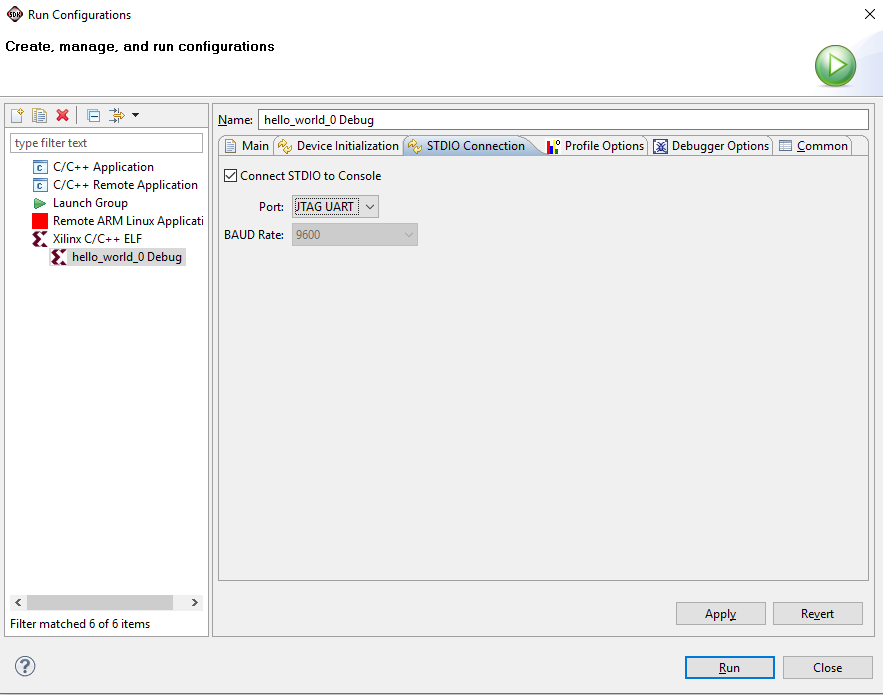 SDK Run Configurations
Create, manage, and run configurations
type filter text
C/C++ Application
C/C++ Remote Application
Launch Group
Remote ARM Linux Applicati
Xilinx C/C++ ELF
hello_world_0 Debug
Filter matched 6 of 6 items
Name: hello_world_0 Debug
Main Device Initialization STDIO Connection Profile Options Debugger Options Common
Connect STDIO to Console
Port: JTAG UART
BAUD Rate: 9600
Apply Revert
? Run Close